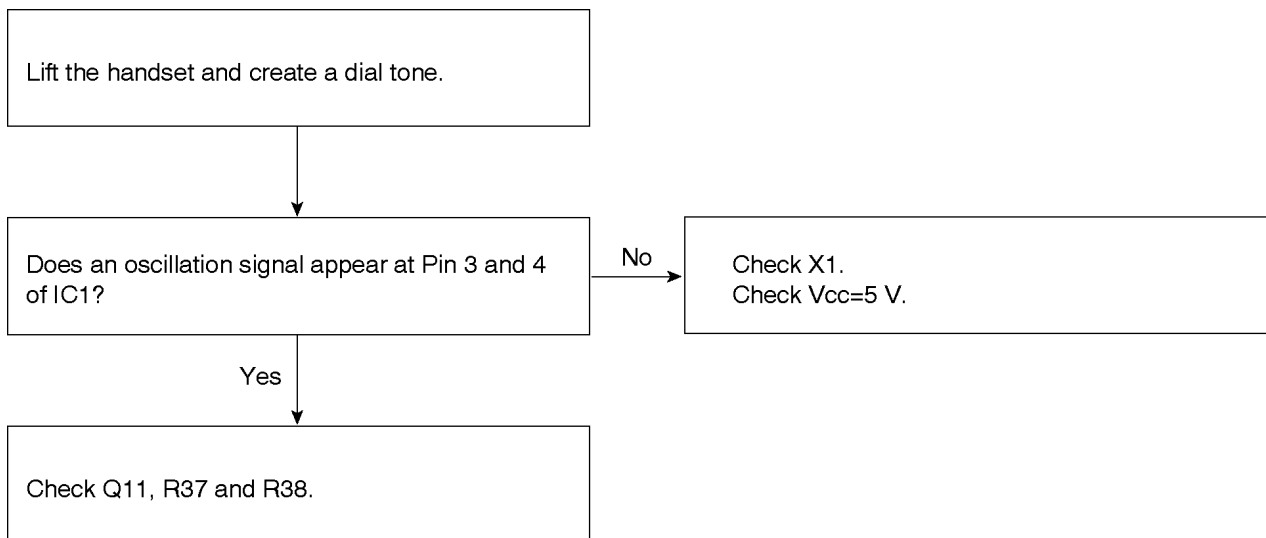 Lift the handset and create a dial tone.
Does an oscillation signal appear at Pin 3 and 4
of IC1?
No
Check X1.
Check Vcc=5 V.
Yes
Check Q11, R37 and R38.